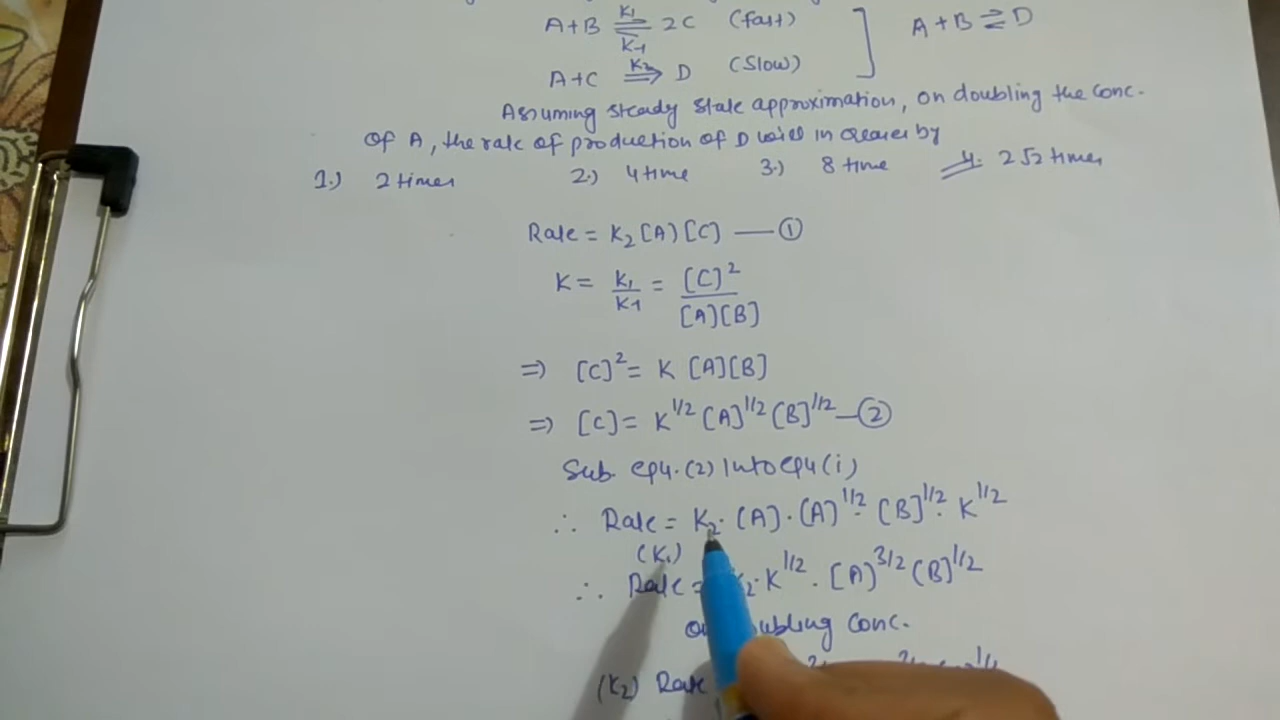 A+B ⇌ 2C (fast) K₁ K-1 ] A+B ⇌ D
A+C ⇒ D (Slow) K₂
Assuming steady state approximation, on doubling the conc.
of A, the rate of production of D will increases by
1.) 2 times 2.) 4 time 3.) 8 time 4. 2√2 times
Rate = K₂[A][C] — ①
K = K₁/K-1 = [C]²/[A][B]
⇒ [C]² = K [A][B]
⇒ [C] = K^1/2 [A]^1/2 [B]^1/2 — ②
Sub eq4.(2) Into eq4(i)
∴ Rate = K₂.[A].[A]^1/2.[B]^1/2.K^1/2
(K₁)
∴ Rate = K₂.K^1/2.[A]^3/2 [B]^1/2
conc.
(K₂) Rate